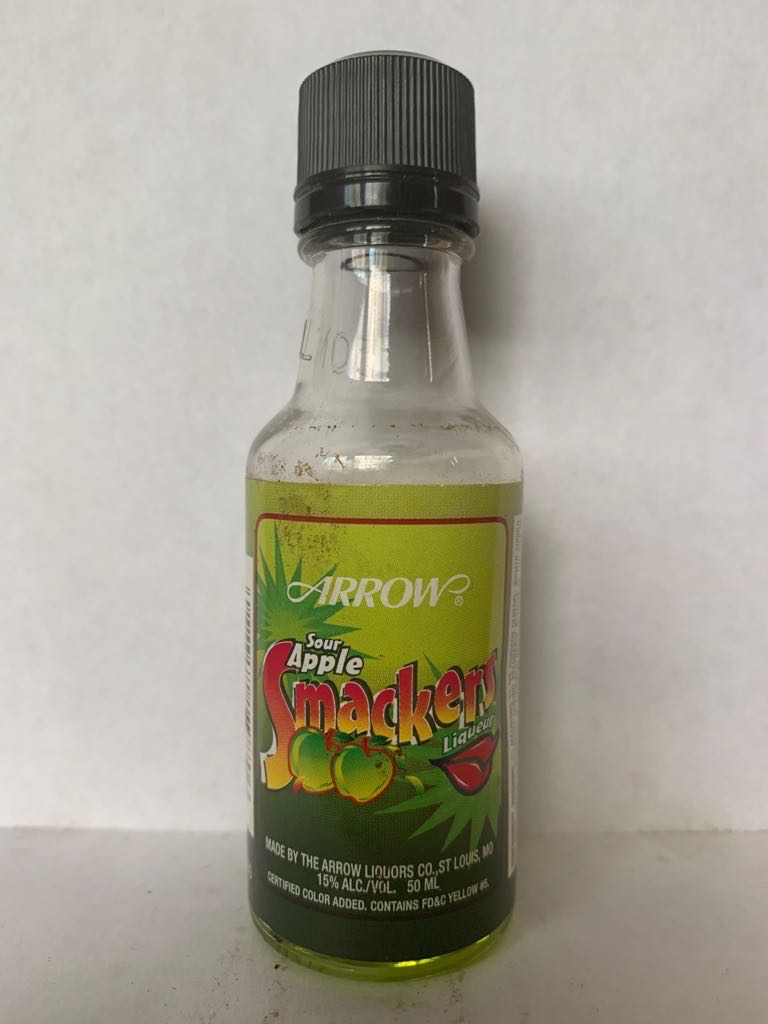 ARROW®
Sour
Apple
Smackers
Liqueur
MADE BY THE ARROW LIQUORS CO., ST LOUIS, MO
15% ALC./VOL. 50 ML
CERTIFIED COLOR ADDED. CONTAINS FD&C YELLOW #5.